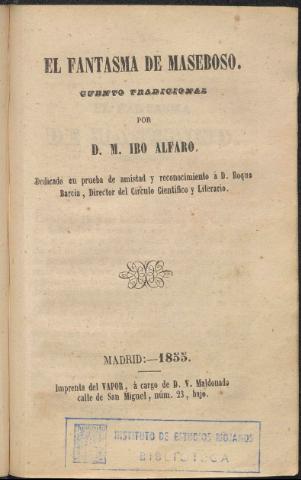 EL FANTASMA DE MASEBOSO.
CUENTO TRADICIONAL
POR
D. M. IBO ALFARO.
Dedicado en prueba de amistad y reconocimiento á D. Roque
Barcia, Director del Círculo Científico y Literario.
MADRID:—1855.
Imprenta del VAPOR, á cargo de D. V. Maldonado
calle de San Miguel, núm. 23, bajo.
INSTITUTO DE ESTUDIOS RIOJANOS
BIBLIOTECA